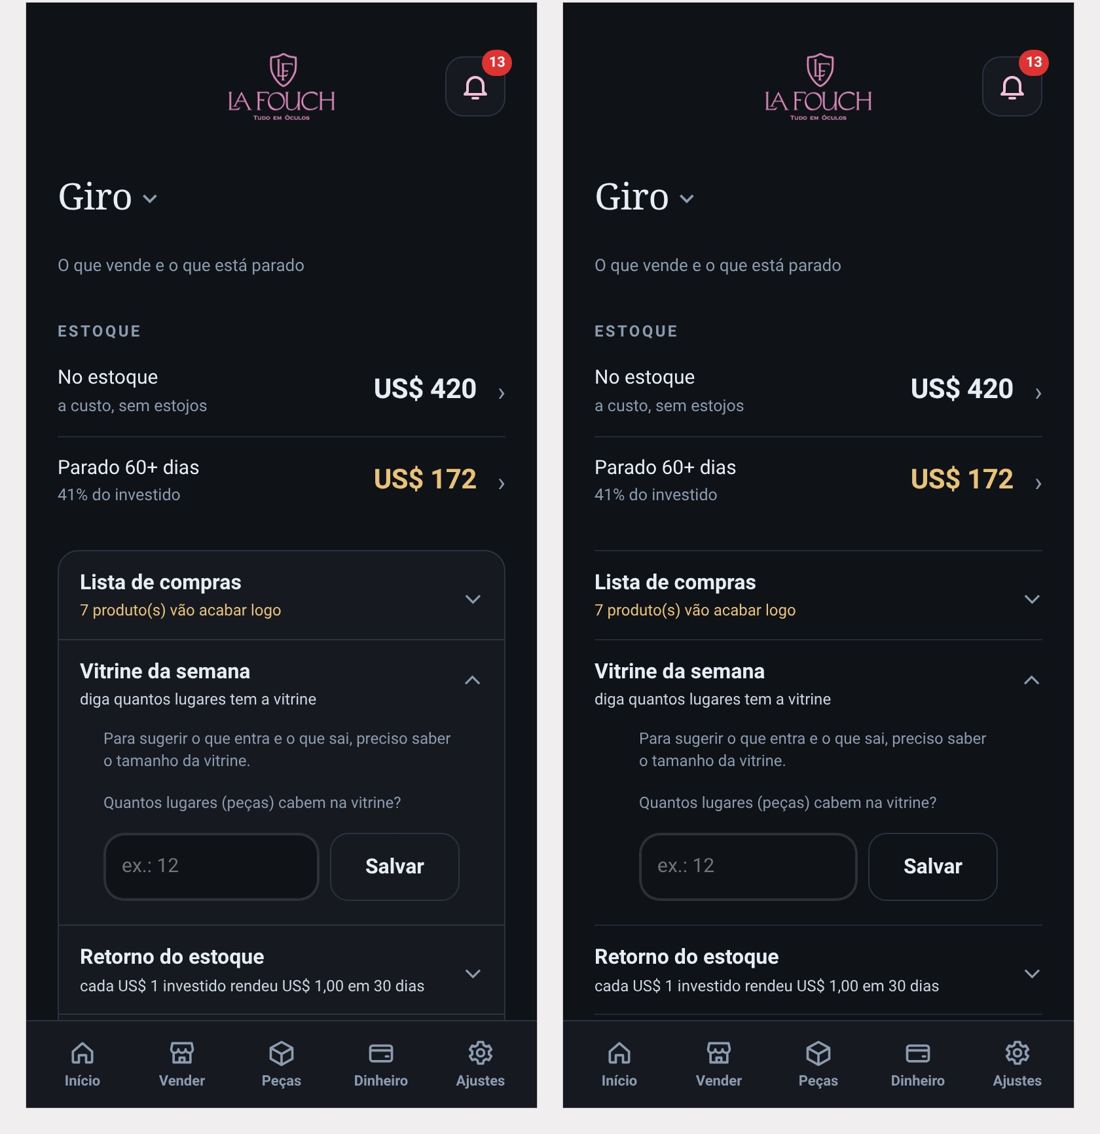 LF
LA FOUCH
TUDO EM ÓCULOS
13
Giro
O que vende e o que está parado
ESTOQUE
No estoque
a custo, sem estojos
US$ 420
Parado 60+ dias
41% do investido
US$ 172
Lista de compras
7 produto(s) vão acabar logo
Vitrine da semana
diga quantos lugares tem a vitrine
Para sugerir o que entra e o que sai, preciso saber
o tamanho da vitrine.
Quantos lugares (peças) cabem na vitrine?
ex.: 12
Salvar
Retorno do estoque
cada US$ 1 investido rendeu US$ 1,00 em 30 dias
Início
Vender
Peças
Dinheiro
Ajustes
LF
LA FOUCH
TUDO EM ÓCULOS
13
Giro
O que vende e o que está parado
ESTOQUE
No estoque
a custo, sem estojos
US$ 420
Parado 60+ dias
41% do investido
US$ 172
Lista de compras
7 produto(s) vão acabar logo
Vitrine da semana
diga quantos lugares tem a vitrine
Para sugerir o que entra e o que sai, preciso saber
o tamanho da vitrine.
Quantos lugares (peças) cabem na vitrine?
ex.: 12
Salvar
Retorno do estoque
cada US$ 1 investido rendeu US$ 1,00 em 30 dias
Início
Vender
Peças
Dinheiro
Ajustes